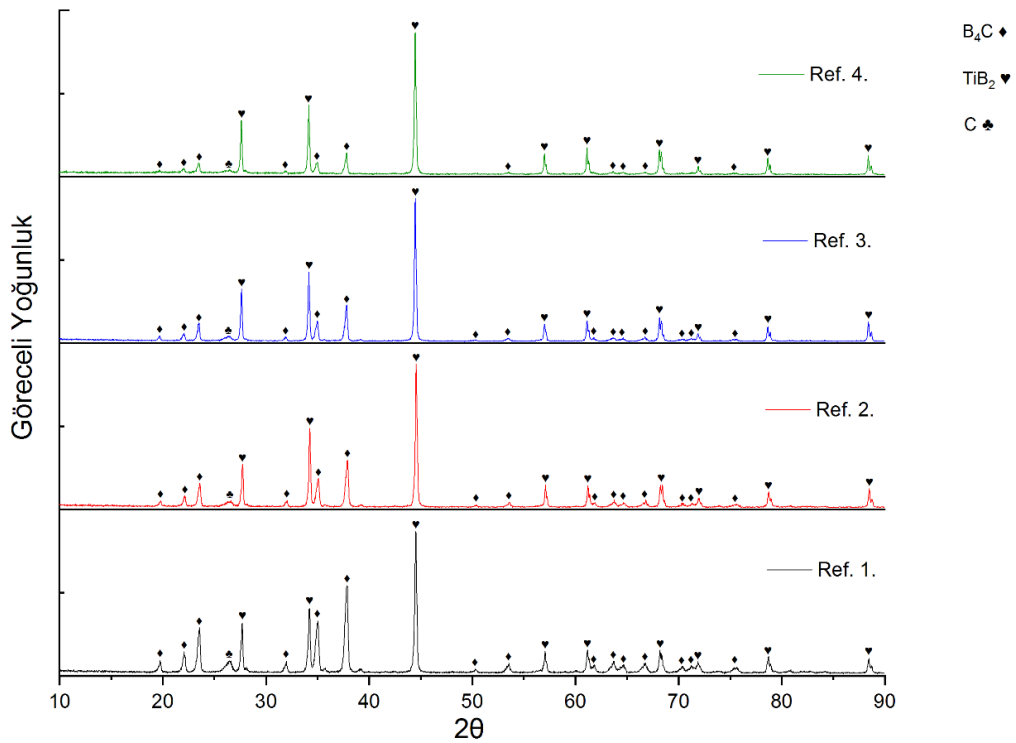 B₄C ♦
TiB₂ ♥
C ♣
Ref. 4.
Ref. 3.
Ref. 2.
Ref. 1.
Göreceli Yoğunluk
10 20 30 40 50 60 70 80 90
2θ